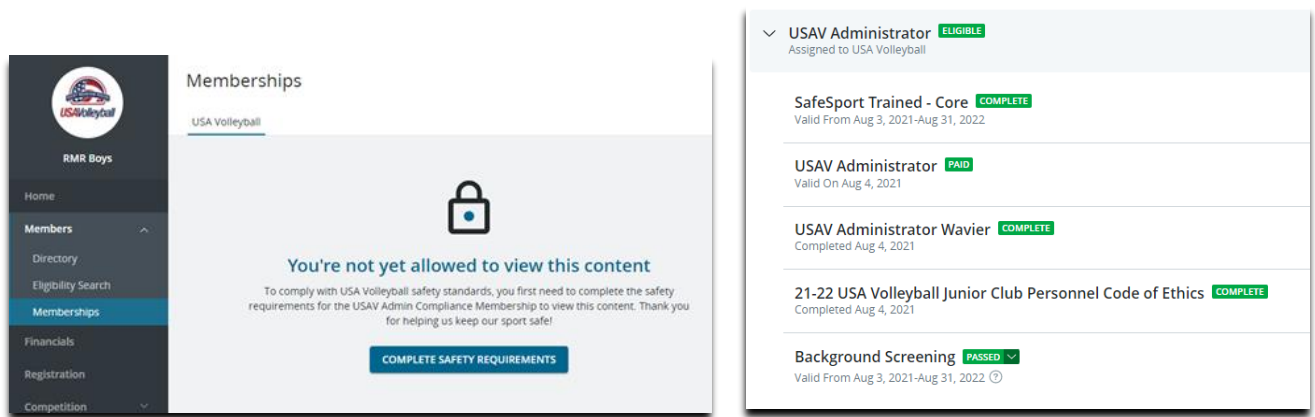 USAVolleyball
RMR Boys
Home
Members
Directory
Eligibility Search
Memberships
Financials
Registration
Competition
Memberships
USA Volleyball
You're not yet allowed to view this content
To comply with USA Volleyball safety standards, you first need to complete the safety
requirements for the USAV Admin Compliance Membership to view this content. Thank you
for helping us keep our sport safe!
COMPLETE SAFETY REQUIREMENTS
USAV Administrator ELIGIBLE
Assigned to USA Volleyball
SafeSport Trained - Core COMPLETE
Valid From Aug 3, 2021-Aug 31, 2022
USAV Administrator PAID
Valid On Aug 4, 2021
USAV Administrator Wavier COMPLETE
Completed Aug 4, 2021
21-22 USA Volleyball Junior Club Personnel Code of Ethics COMPLETE
Completed Aug 4, 2021
Background Screening PASSED
Valid From Aug 3, 2021-Aug 31, 2022 ?